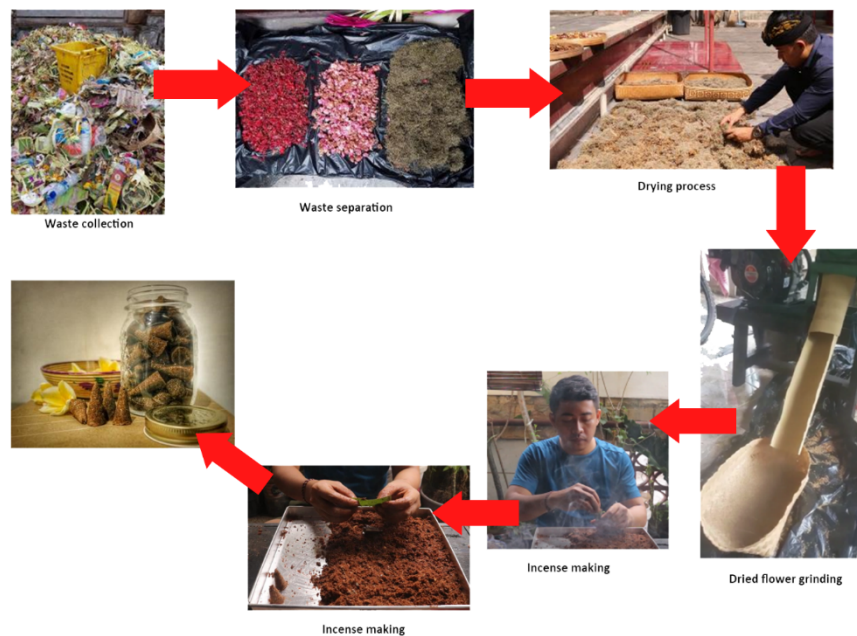 Waste collection
Waste separation
Drying process
Dried flower grinding
Incense making
Incense making